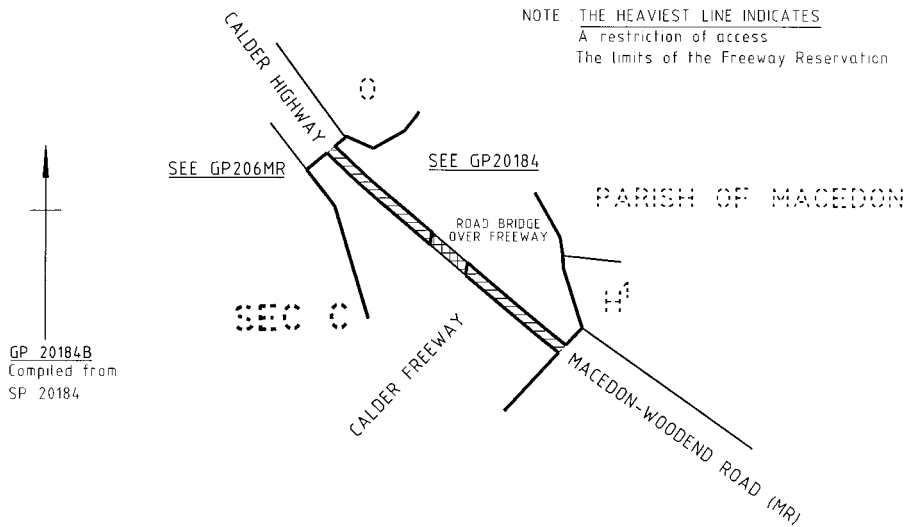 NOTE . THE HEAVIEST LINE INDICATES
A restriction of access
The limits of the Freeway Reservation
CALDER HIGHWAY
O
SEE GP206MR
SEE GP20184
PARISH OF MACEDON
ROAD BRIDGE
OVER FREEWAY
H1
SEC C
GP 20184B
Compiled from
SP 20184
CALDER FREEWAY
MACEDON-WOODEND ROAD (MR)